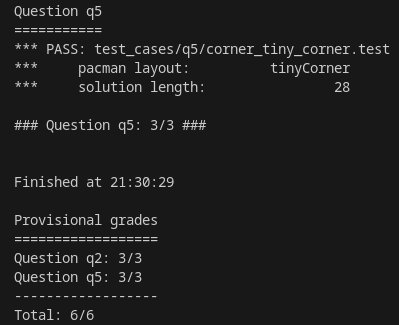 Question q5
===========
*** PASS: test_cases/q5/corner_tiny_corner.test
***     pacman layout:          tinyCorner
***     solution length:                28

### Question q5: 3/3 ###

Finished at 21:30:29

Provisional grades
==================
Question q2: 3/3
Question q5: 3/3
------------------
Total: 6/6